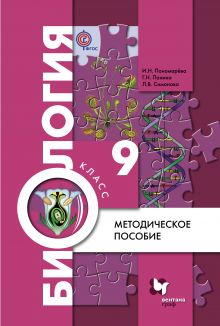 ФГОС
И.Н. Пономарёва
Г.Н. Панина
Л.В. Симонова
БИОЛОГИЯ
9
КЛАСС
МЕТОДИЧЕСКОЕ
ПОСОБИЕ
вентана
граф